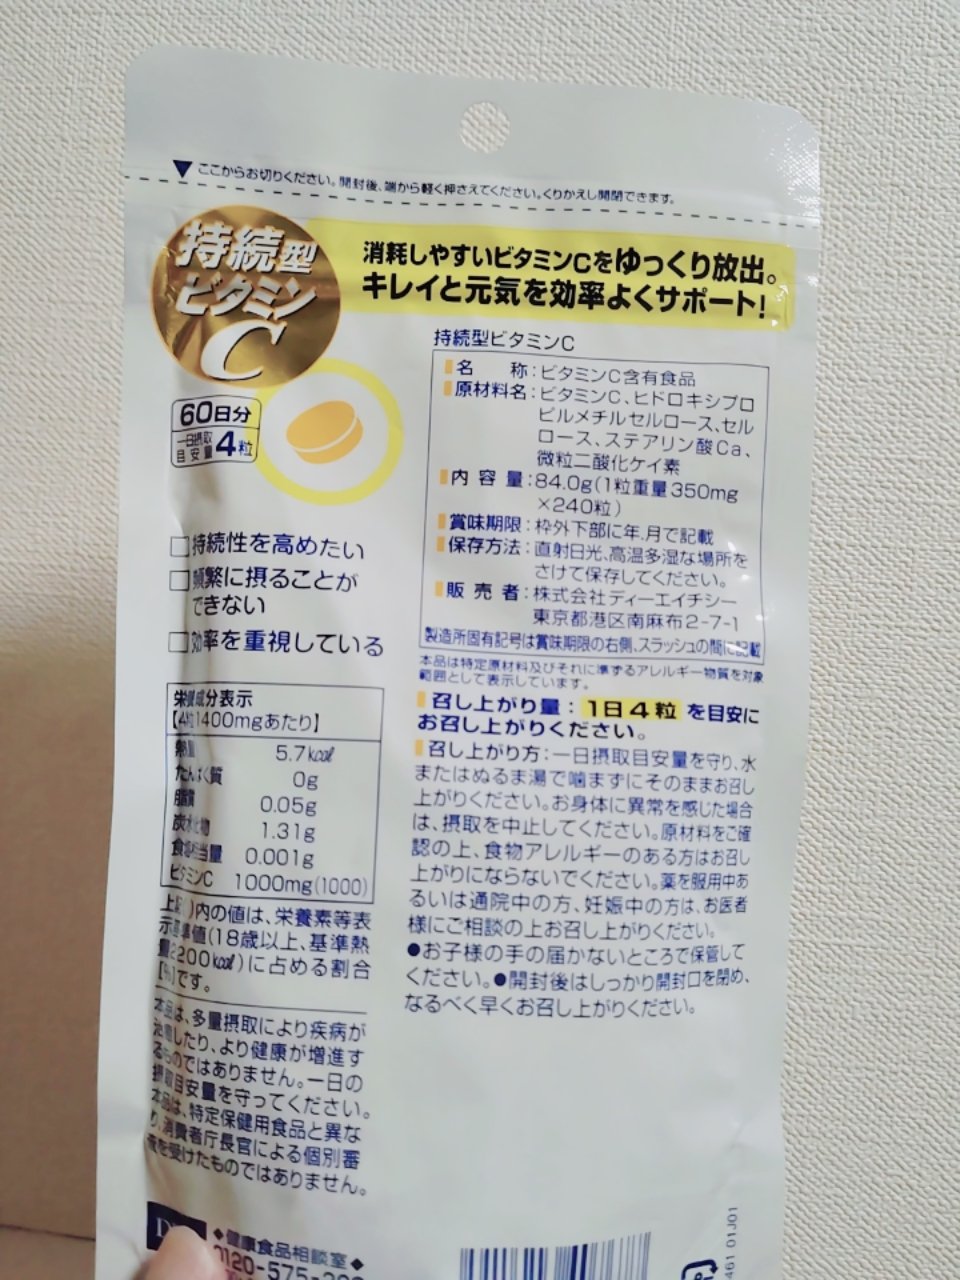 ▼ここからお切りください。開封後、端から軽く押さえてください。くりかえし開閉できます。
持続型
ビタミン
C
消耗しやすいビタミンCをゆっくり放出。
キレイと元気を効率よくサポート!
60日分
一日摂取
目安量 4粒
□持続性を高めたい
□頻繁に摂ることが
できない
□効率を重視している
栄養成分表示
【4粒1400mgあたり】
熱量 5.7kcal
たんぱく質 0g
脂質 0.05g
炭水化物 1.31g
食塩相当量 0.001g
ビタミンC 1000mg(1000)
上記( )内の値は、栄養素等表
示基準値(18歳以上、基準熱
量2200kcal)に占める割合
[%]です。
本品は、多量摂取により疾病が
治癒したり、より健康が増進す
るものではありません。一日の
摂取目安量を守ってください。
本品は、特定保健用食品と異な
り、消費者庁長官による個別審
査を受けたものではありません。
◆健康食品相談室◆
0120-575-
持続型ビタミンC
名 称:ビタミンC含有食品
原材料名:ビタミンC、ヒドロキシプロ
ピルメチルセルロース、セル
ロース、ステアリン酸Ca、
微粒二酸化ケイ素
内容量:84.0g(1粒重量350mg
×240粒)
賞味期限:枠外下部に年.月で記載
保存方法:直射日光、高温多湿な場所を
さけて保存してください。
販売者:株式会社ディーエイチシー
東京都港区南麻布2-7-1
製造所固有記号は賞味期限の右側、スラッシュの間に記載
本品は特定原材料及びそれに準ずるアレルギー物質を対象
範囲として表示しています。
召し上がり量:1日4粒を目安に
お召し上がりください。
召し上がり方:一日摂取目安量を守り、水
またはぬるま湯で噛まずにそのままお召し
上がりください。お身体に異常を感じた場合
は、摂取を中止してください。原材料をご確
認の上、食物アレルギーのある方はお召し
上がりにならないでください。薬を服用中あ
るいは通院中の方、妊娠中の方は、お医者
様にご相談の上お召し上がりください。
●お子様の手の届かないところで保管して
ください。●開封後はしっかり開封口を閉め、
なるべく早くお召し上がりください。
461 01J01